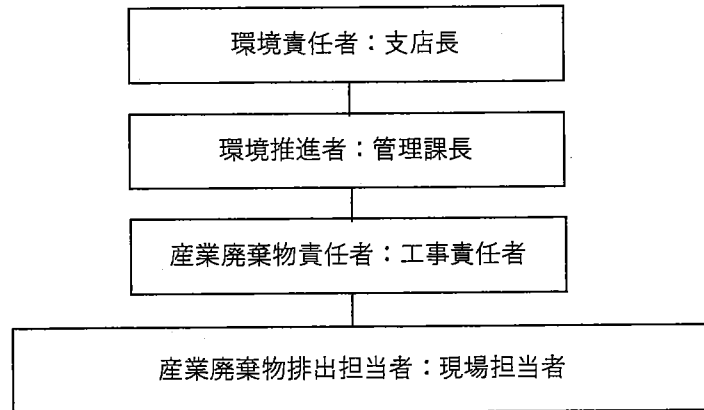 環境責任者：支店長
環境推進者：管理課長
産業廃棄物責任者：工事責任者
産業廃棄物排出担当者：現場担当者